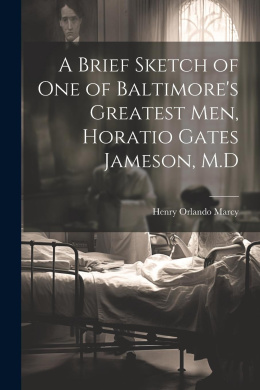 A Brief Sketch of
One of Baltimore's
Greatest Men,
Horatio Gates
Jameson, M.D
Henry Orlando Marcy